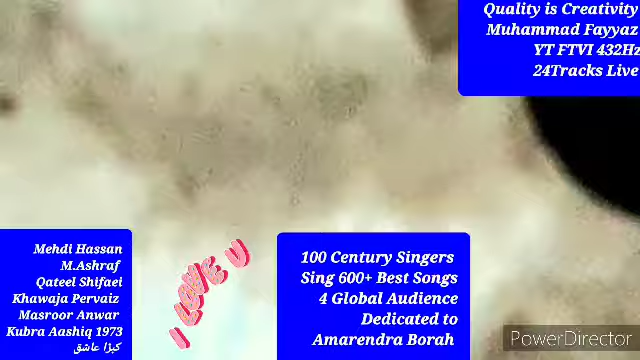 Quality is Creativity
Muhammad Fayyaz
YT FTVI 432Hz
24Tracks Live
Mehdi Hassan
M.Ashraf
Qateel Shifaei
Khawaja Pervaiz
Masroor Anwar
Kubra Aashiq 1973
کبڑا عاشق
I LOVE U
100 Century Singers
Sing 600+ Best Songs
4 Global Audience
Dedicated to
Amarendra Borah
PowerDirector